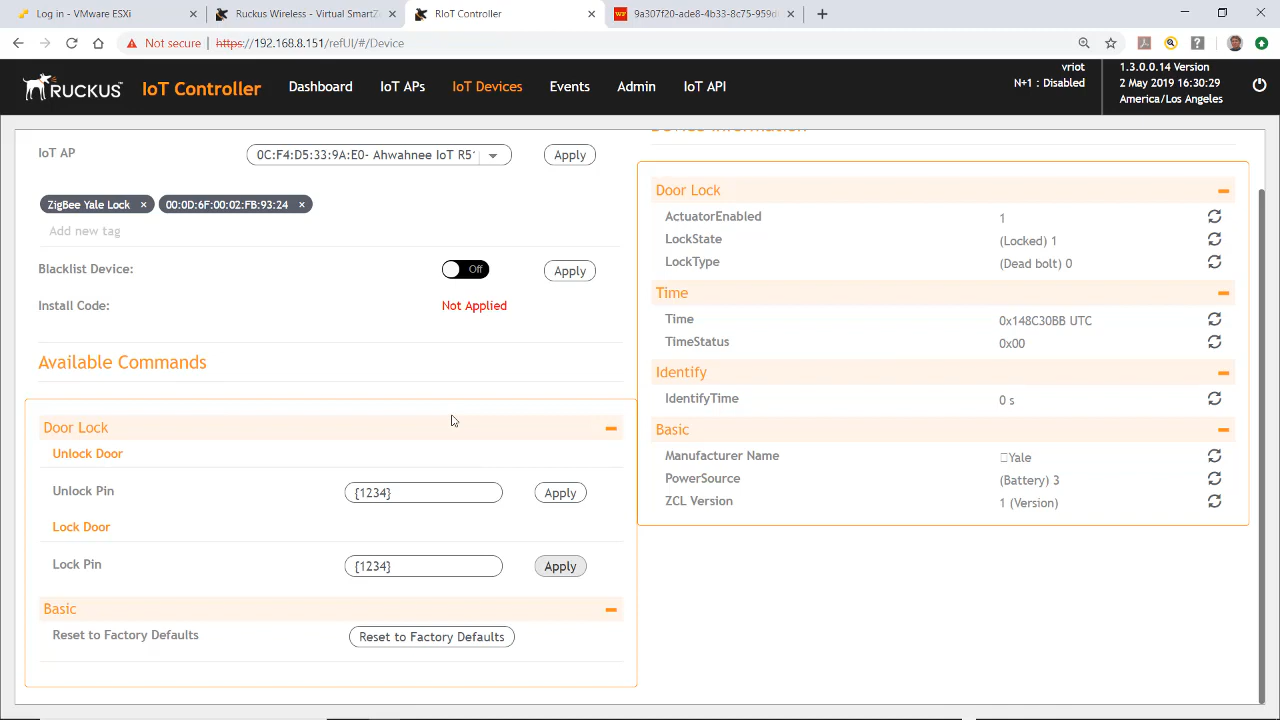 Log in - VMware ESXi
Ruckus Wireless - Virtual SmartZ
RIoT Controller
9a307f20-ade8-4b33-8c75-959d
Not secure
https://192.168.8.151/refUI/#/Device
RUCKUS™
IoT Controller
Dashboard
IoT APs
IoT Devices
Events
Admin
IoT API
vriot
N+1 : Disabled
1.3.0.0.14 Version
2 May 2019 16:30:29
America/Los Angeles
IoT AP
0C:F4:D5:33:9A:E0- Ahwahnee IoT R5
Apply
ZigBee Yale Lock ×
00:0D:6F:00:02:FB:93:24 ×
Add new tag
Blacklist Device:
Off
Apply
Install Code:
Not Applied
Available Commands
Door Lock
Unlock Door
Unlock Pin
{1234}
Apply
Lock Door
Lock Pin
{1234}
Apply
Basic
Reset to Factory Defaults
Reset to Factory Defaults
Device Information
Door Lock
ActuatorEnabled
1
LockState
(Locked) 1
LockType
(Dead bolt) 0
Time
Time
0x148C30BB UTC
TimeStatus
0x00
Identify
IdentifyTime
0 s
Basic
Manufacturer Name
Yale
PowerSource
(Battery) 3
ZCL Version
1 (Version)